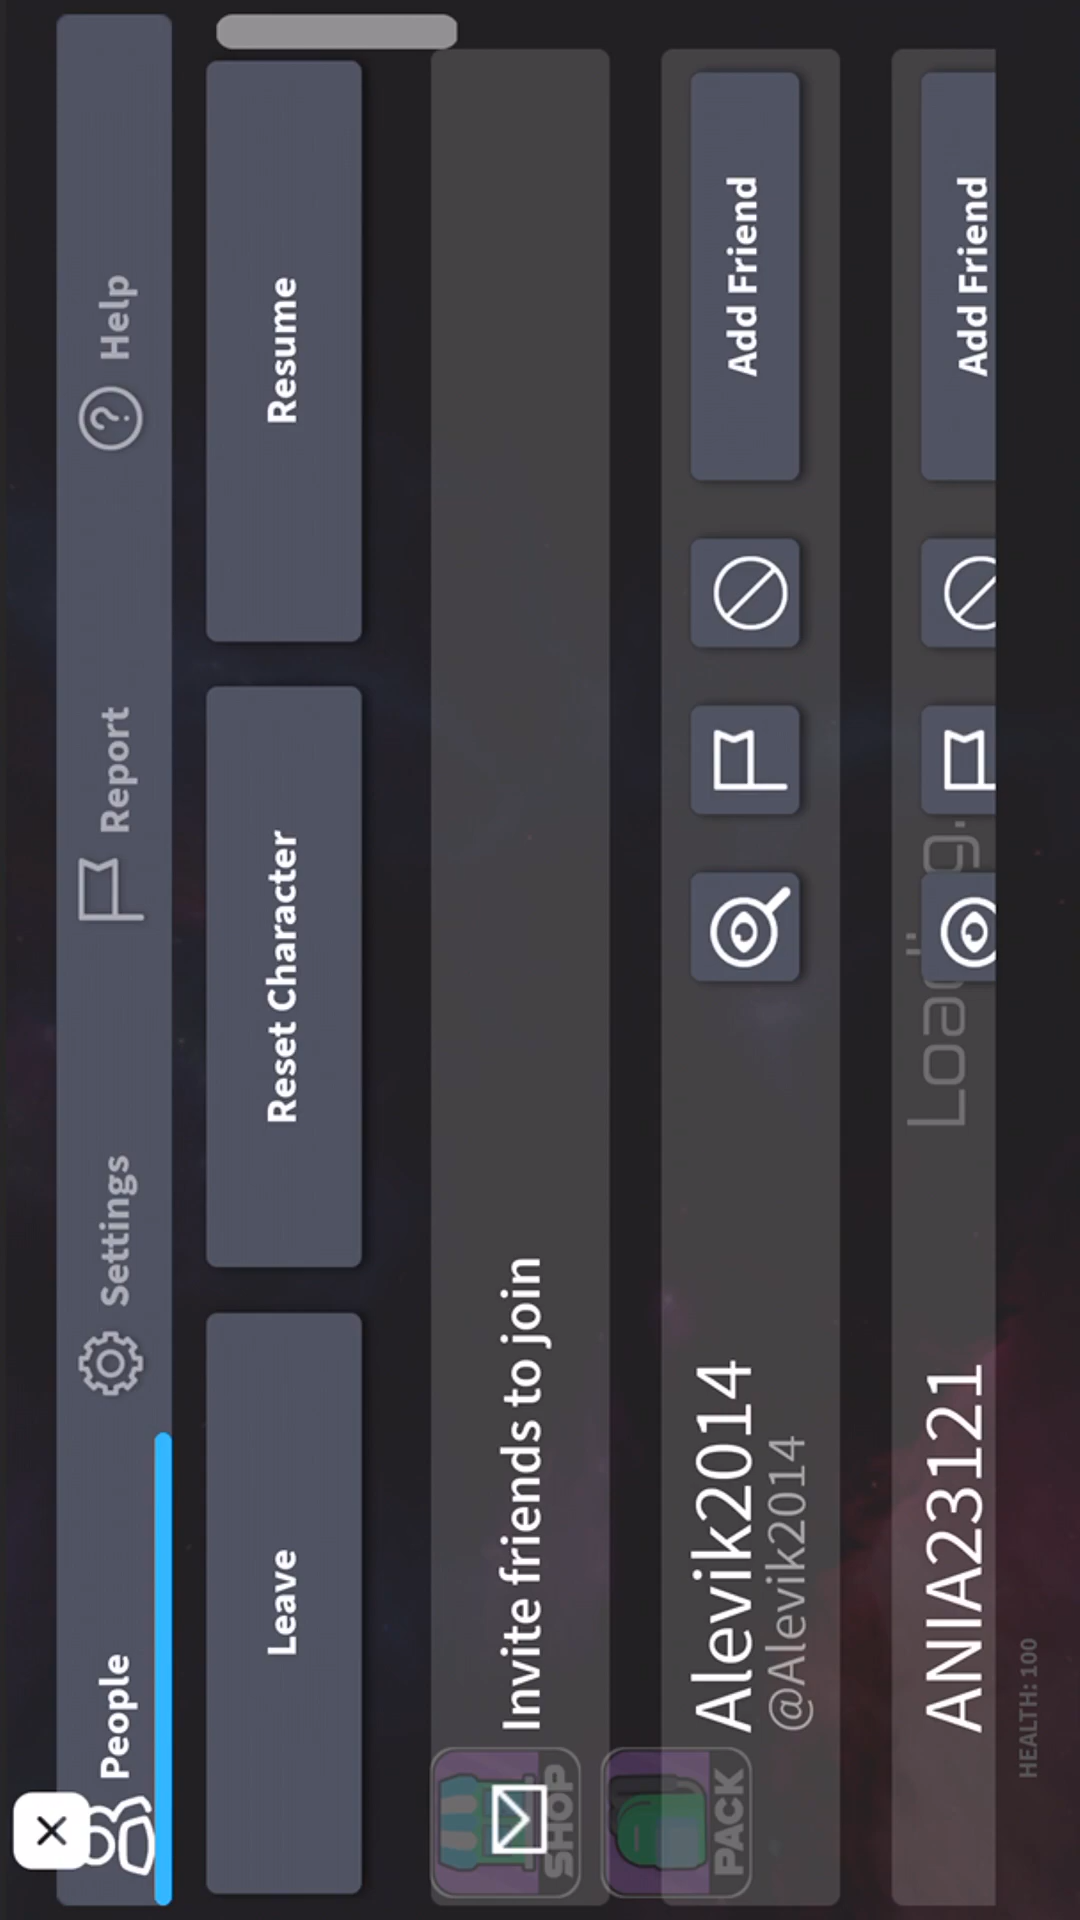 People
Settings
Report
Help
Leave
Reset Character
Resume
Invite friends to join
SHOP
Alevik2014
@Alevik2014
Add Friend
PACK
ANIA23121
Add Friend
HEALTH: 100